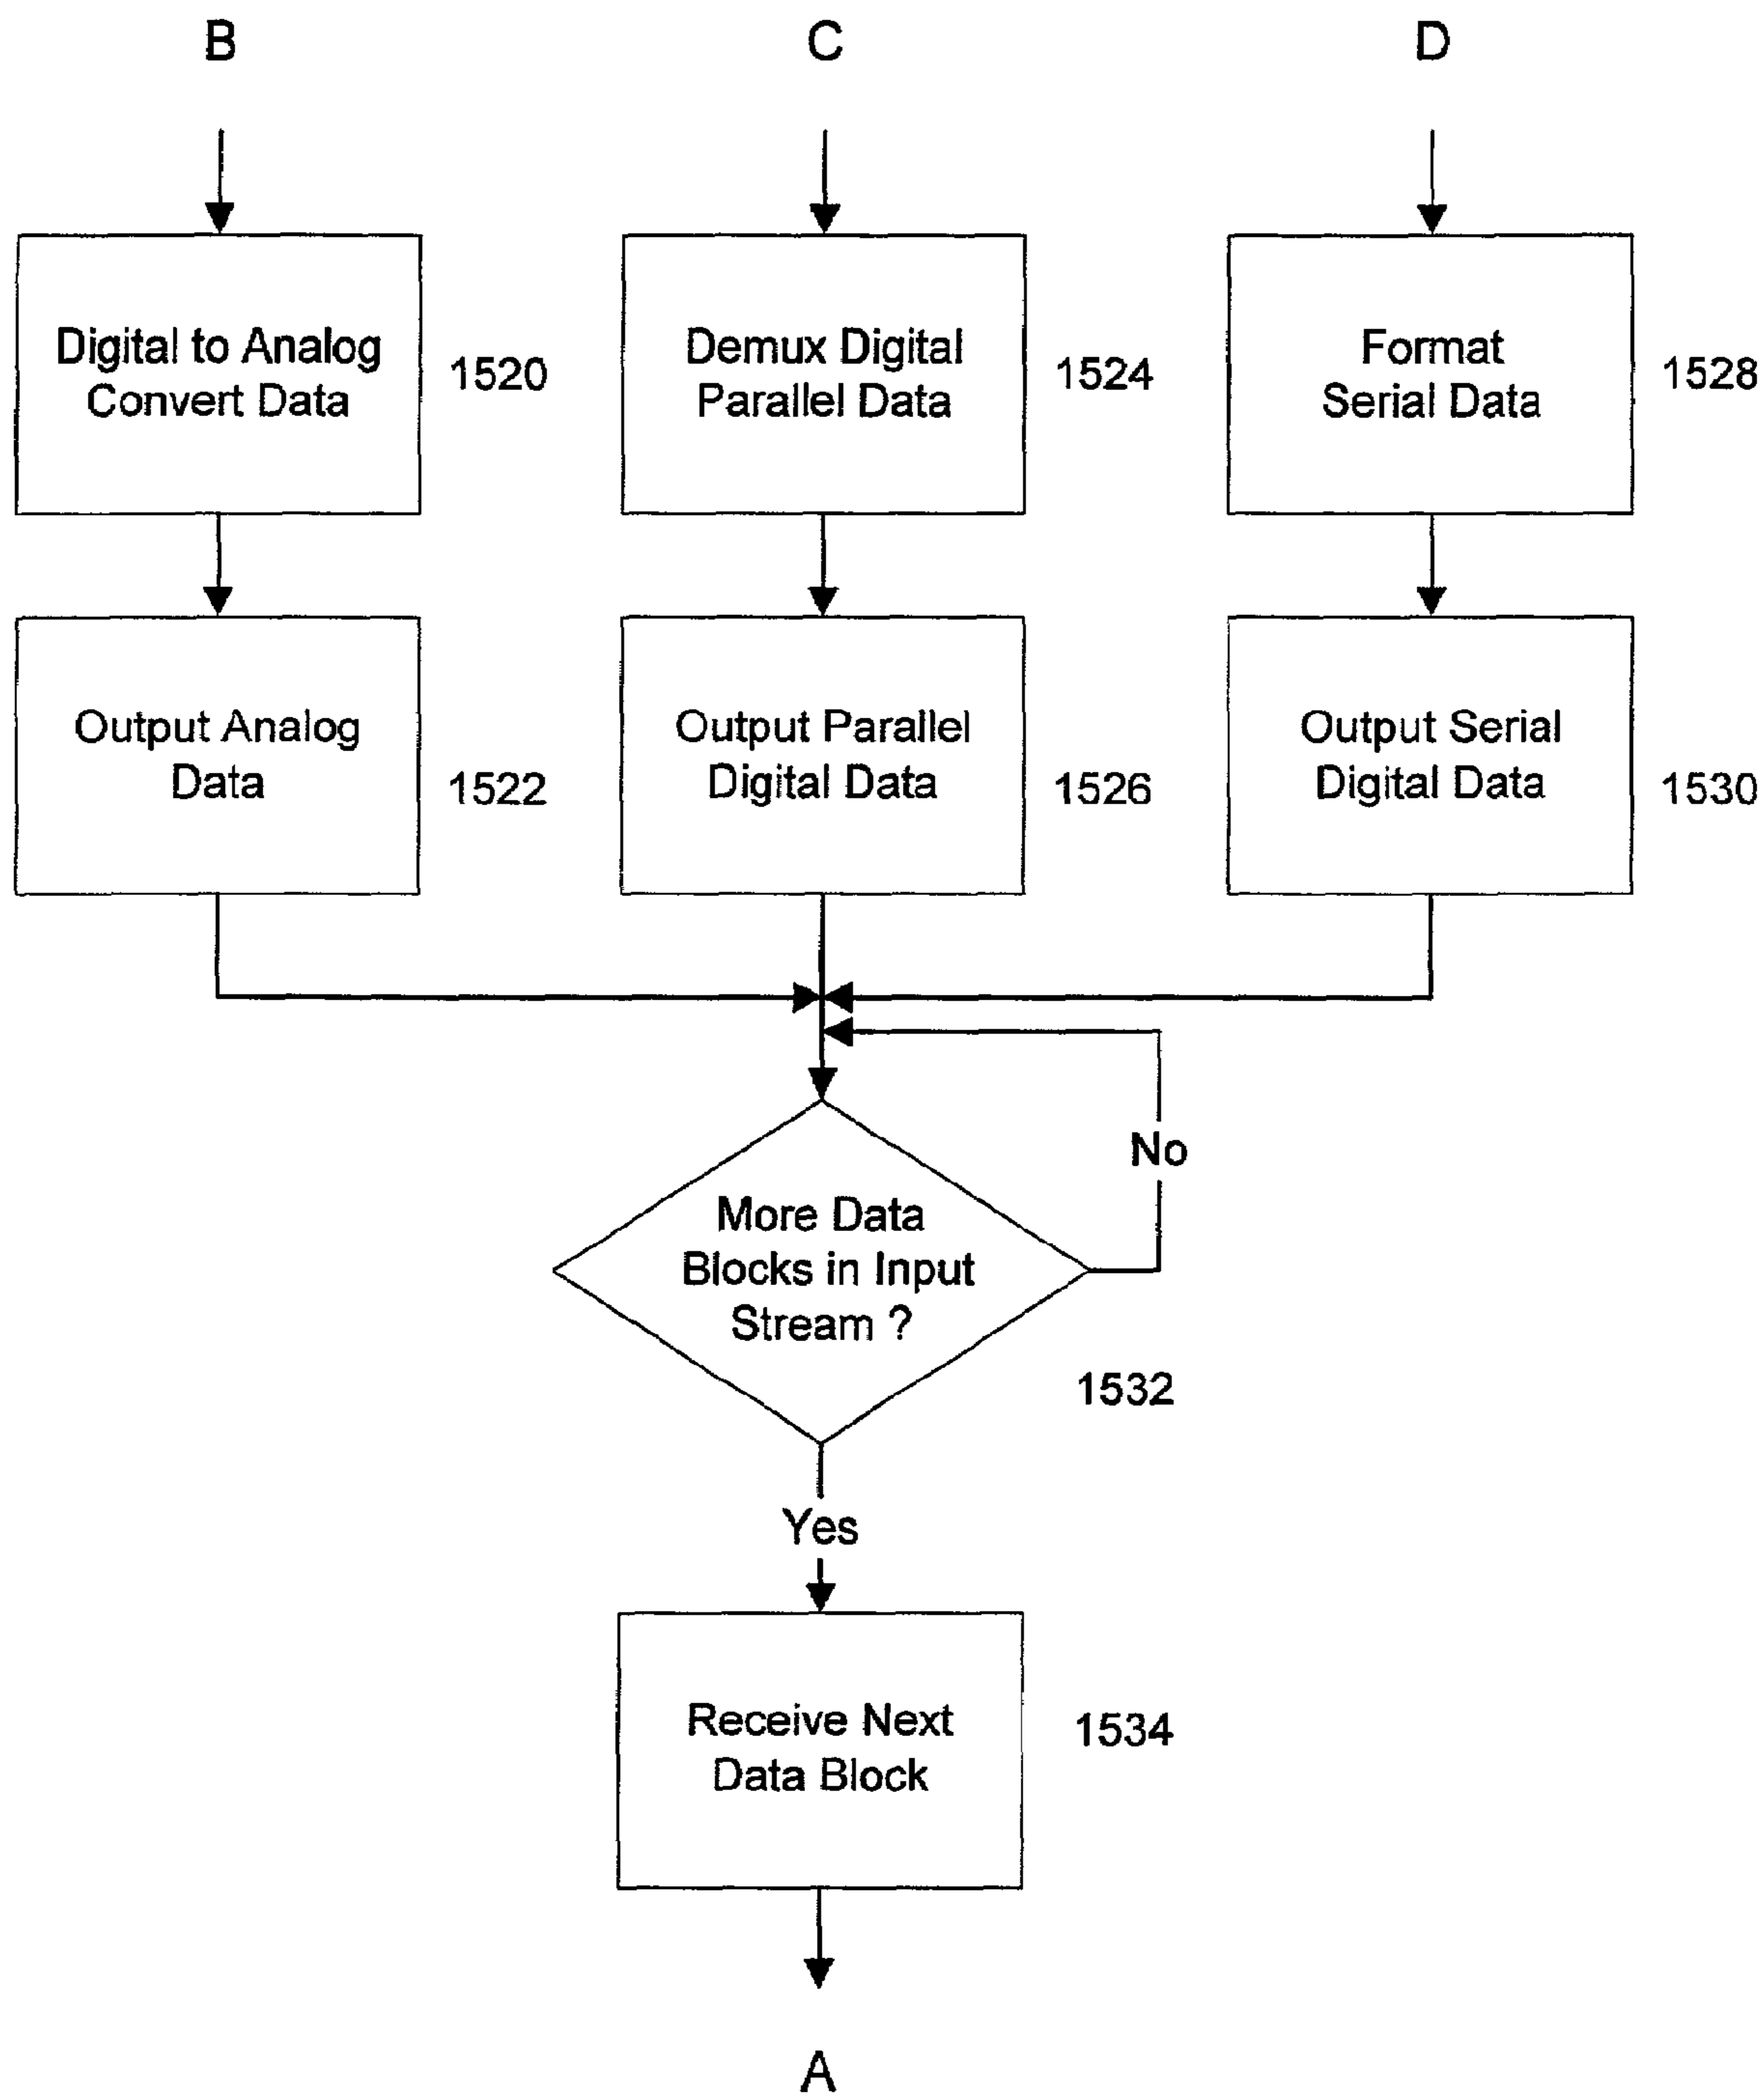 B
C
D
Digital to Analog
Convert Data
1520
Demux Digital
Parallel Data
1524
Format
Serial Data
1528
Output Analog
Data
1522
Output Parallel
Digital Data
1526
Output Serial
Digital Data
1530
No
More Data
Blocks in Input
Stream ?
1532
Yes
Receive Next
Data Block
1534
A